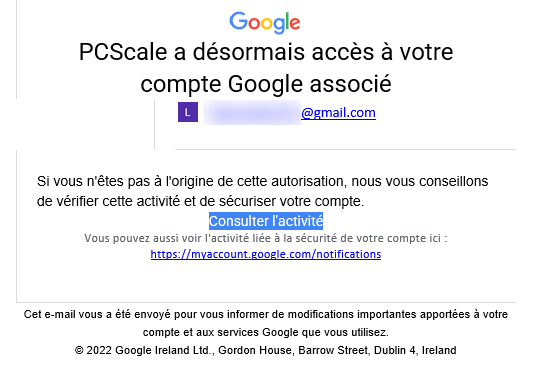 Google
PCScale a désormais accès à votre
compte Google associé
L @gmail.com
Si vous n'êtes pas à l'origine de cette autorisation, nous vous conseillons
de vérifier cette activité et de sécuriser votre compte.
Consulter l'activité
Vous pouvez aussi voir l'activité liée à la sécurité de votre compte ici :
https://myaccount.google.com/notifications
Cet e-mail vous a été envoyé pour vous informer de modifications importantes apportées à votre
compte et aux services Google que vous utilisez.
© 2022 Google Ireland Ltd., Gordon House, Barrow Street, Dublin 4, Ireland